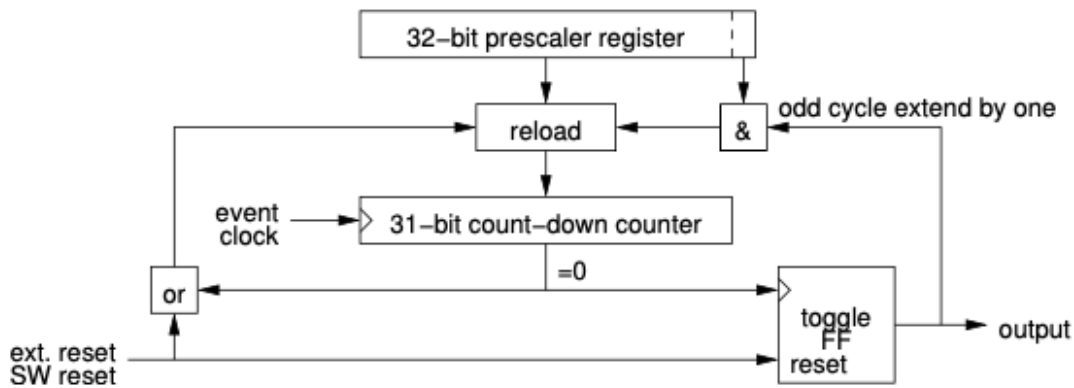 32−bit prescaler register
odd cycle extend by one
reload
&
event
clock
31−bit count−down counter
=0
or
toggle
FF
reset
output
ext. reset
SW reset